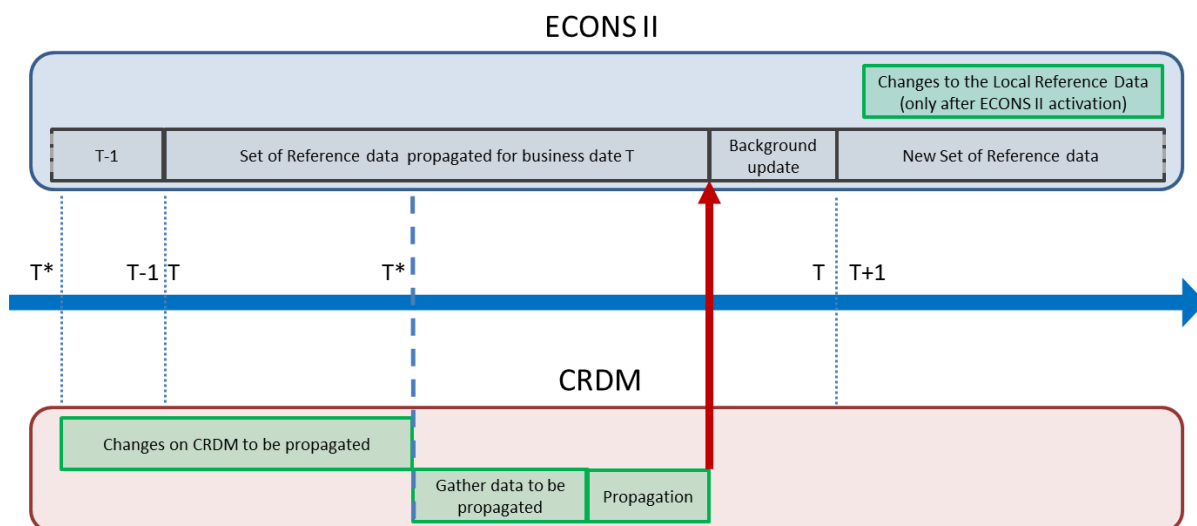 ECONS II
Changes to the Local Reference Data
(only after ECONS II activation)
T-1
Set of Reference data propagated for business date T
Background
update
New Set of Reference data
T*
T-1
T
T*
T
T+1
CRDM
Changes on CRDM to be propagated
Gather data to be
propagated
Propagation